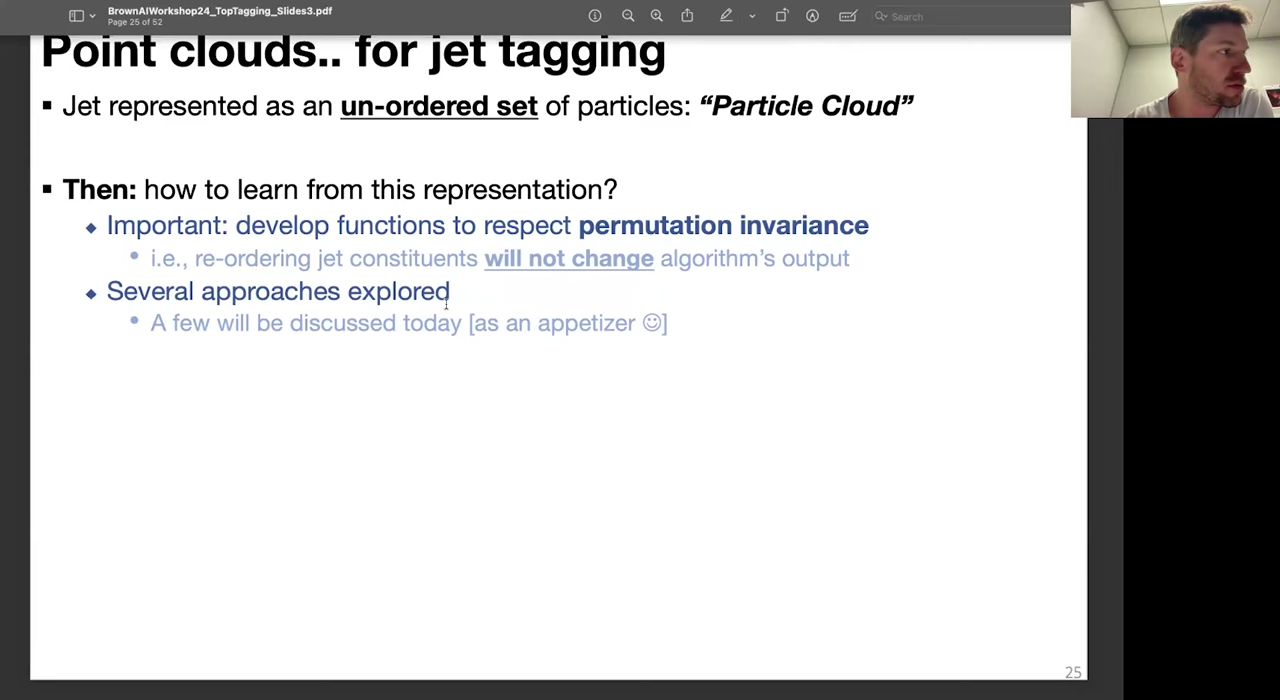 BrownAIWorkshop24_TopTagging_Slides3.pdf
Page 25 of 52
Search
Point clouds.. for jet tagging
▪ Jet represented as an un-ordered set of particles: “Particle Cloud”
▪ Then: how to learn from this representation?
◆ Important: develop functions to respect permutation invariance
• i.e., re-ordering jet constituents will not change algorithm’s output
◆ Several approaches explored
• A few will be discussed today [as an appetizer ☺]
25